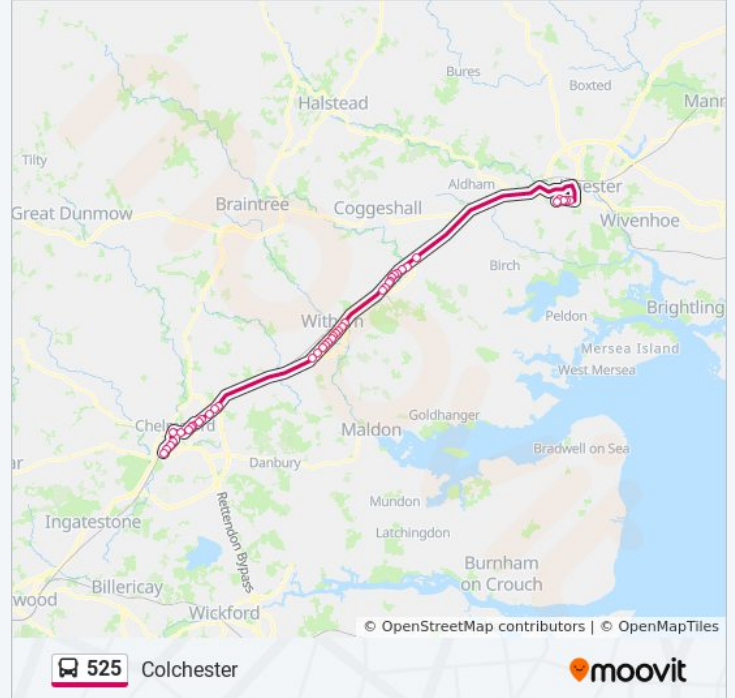 Bures
Boxted
Halstead
Mann
Tilty
Aldham
ester
Braintree
Coggeshall
Great Dunmow
Wivenhoe
Birch
Brightling
Peldon
Witham
Mersea Island
West Mersea
Goldhanger
Chelmsford
Maldon
Bradwell on Sea
ar
Danbury
Mundon
Ingatestone
Rettendon Bypass
Latchingdon
Burnham
on Crouch
Billericay
wood
Wickford
© OpenStreetMap contributors | © OpenMapTiles
525 Colchester
moovit